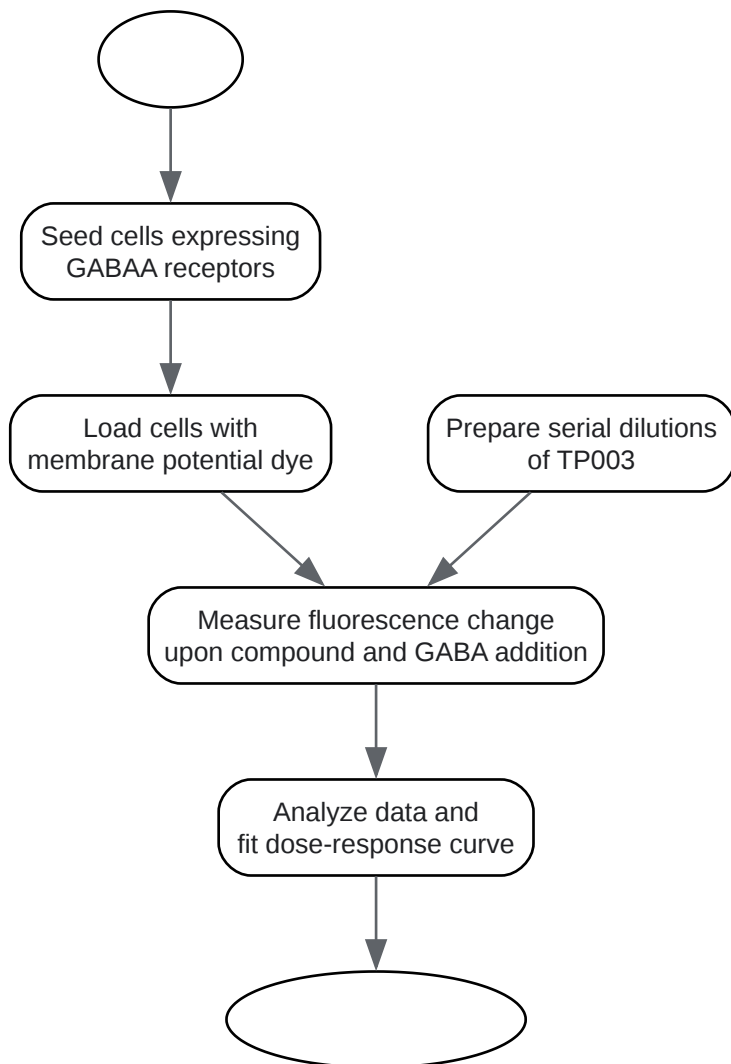 Seed cells expressing
GABAA receptors
Load cells with
membrane potential dye
Prepare serial dilutions
of TP003
Measure fluorescence change
upon compound and GABA addition
Analyze data and
fit dose-response curve